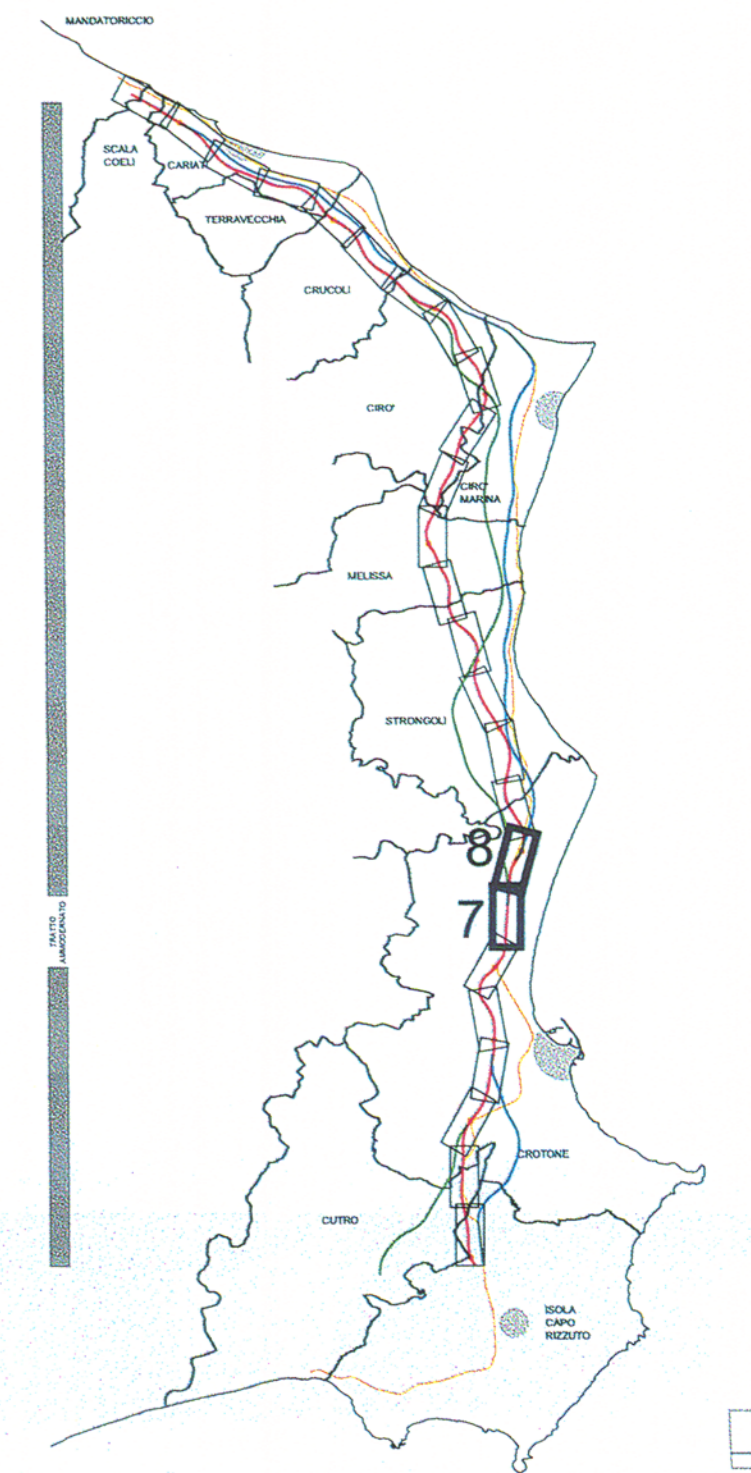 MANDATORICCIO
SCALA
COELI
CARIATI
TERRAVECCHIA
CRUCOLI
CIRO'
CIRO'
MARINA
MELISSA
STRONGOLI
8
7
TRATTO
AMMODERNATO
CROTONE
CUTRO
ISOLA
CAPO
RIZZUTO